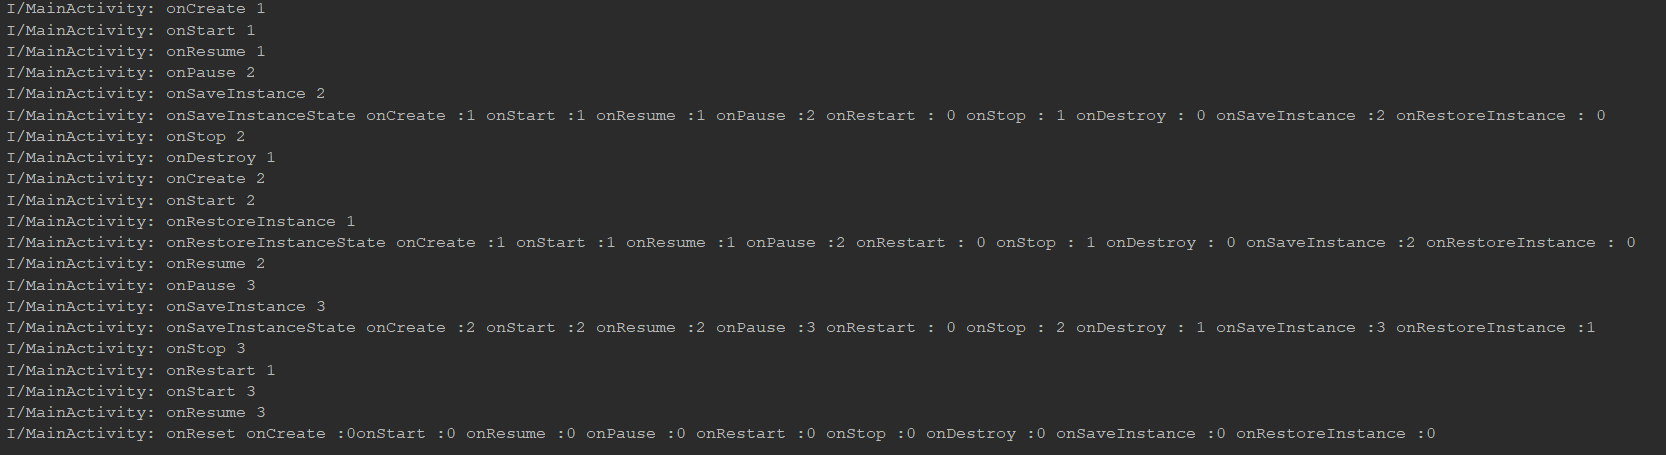 I/MainActivity: onCreate 1
I/MainActivity: onStart 1
I/MainActivity: onResume 1
I/MainActivity: onPause 2
I/MainActivity: onSaveInstance 2
I/MainActivity: onSaveInstanceState onCreate :1 onStart :1 onResume :1 onPause :2 onRestart : 0 onStop : 1 onDestroy : 0 onSaveInstance :2 onRestoreInstance : 0
I/MainActivity: onStop 2
I/MainActivity: onDestroy 1
I/MainActivity: onCreate 2
I/MainActivity: onStart 2
I/MainActivity: onRestoreInstance 1
I/MainActivity: onRestoreInstanceState onCreate :1 onStart :1 onResume :1 onPause :2 onRestart : 0 onStop : 1 onDestroy : 0 onSaveInstance :2 onRestoreInstance : 0
I/MainActivity: onResume 2
I/MainActivity: onPause 3
I/MainActivity: onSaveInstance 3
I/MainActivity: onSaveInstanceState onCreate :2 onStart :2 onResume :2 onPause :3 onRestart : 0 onStop : 2 onDestroy : 1 onSaveInstance :3 onRestoreInstance :1
I/MainActivity: onStop 3
I/MainActivity: onRestart 1
I/MainActivity: onStart 3
I/MainActivity: onResume 3
I/MainActivity: onReset onCreate :0onStart :0 onResume :0 onPause :0 onRestart :0 onStop :0 onDestroy :0 onSaveInstance :0 onRestoreInstance :0